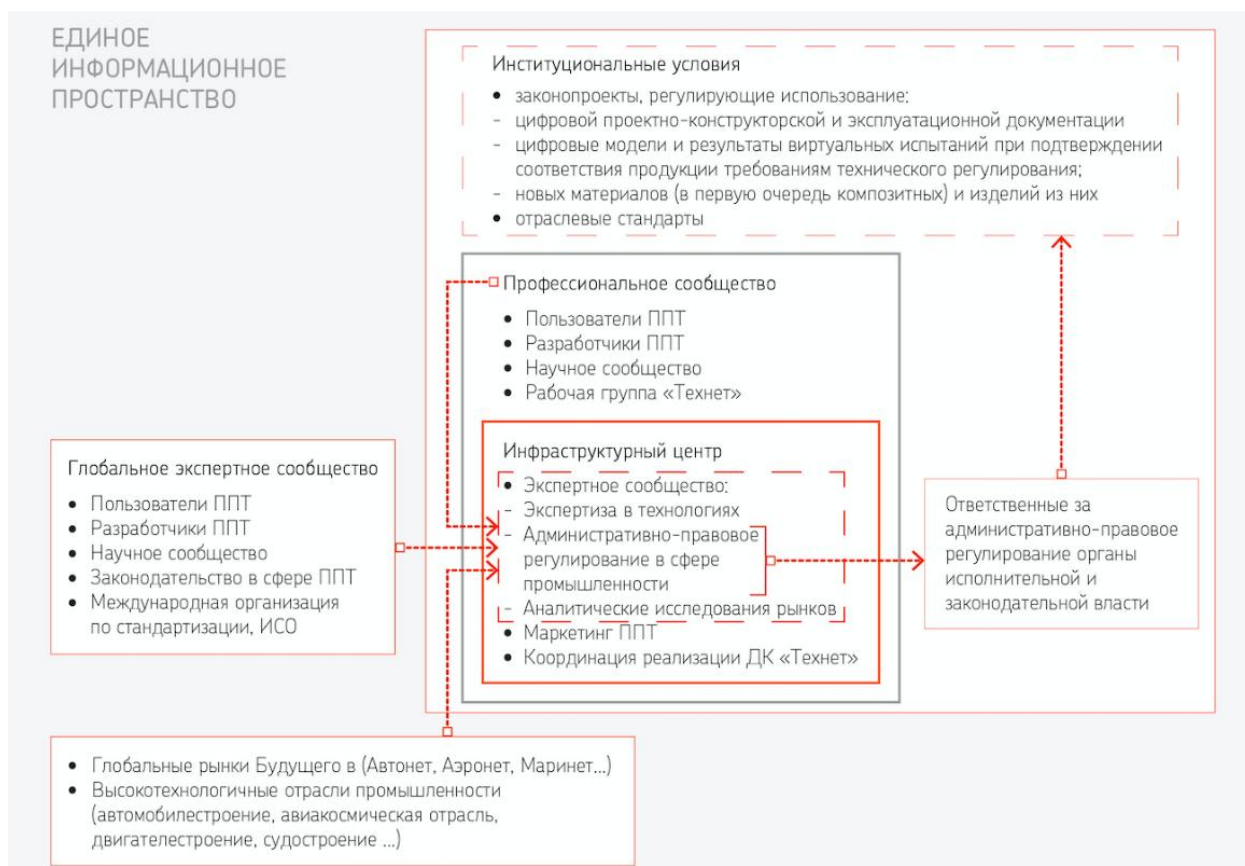 ЕДИНОЕ
ИНФОРМАЦИОННОЕ
ПРОСТРАНСТВО
Институциональные условия
• законопроекты, регулирующие использование:
- цифровой проектно-конструкторской и эксплуатационной документации
- цифровые модели и результаты виртуальных испытаний при подтверждении
соответствия продукции требованиям технического регулирования;
- новых материалов (в первую очередь композитных) и изделий из них
• отраслевые стандарты
Профессиональное сообщество
• Пользователи ППТ
• Разработчики ППТ
• Научное сообщество
• Рабочая группа «Технет»
Инфраструктурный центр
• Экспертное сообщество:
- Экспертиза в технологиях
- Административно-правовое
регулирование в сфере
промышленности
- Аналитические исследования рынков
• Маркетинг ППТ
• Координация реализации ДК «Технет»
Глобальное экспертное сообщество
• Пользователи ППТ
• Разработчики ППТ
• Научное сообщество
• Законодательство в сфере ППТ
• Международная организация
по стандартизации, ИСО
Ответственные за
административно-правовое
регулирование органы
исполнительной и
законодательной власти
• Глобальные рынки Будущего в (Автонет, Аэронет, Маринет...)
• Высокотехнологичные отрасли промышленности
(автомобилестроение, авиакосмическая отрасль,
двигателестроение, судостроение ...)